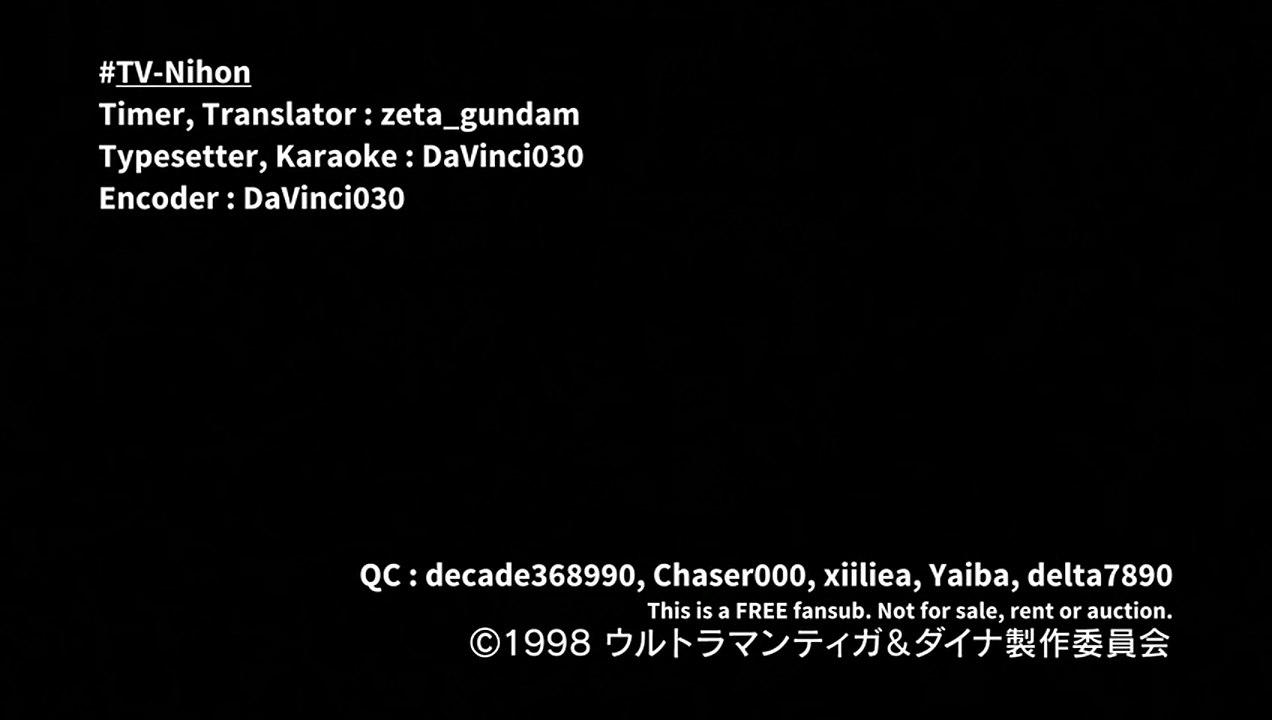 #TV-Nihon
Timer, Translator : zeta_gundam
Typesetter, Karaoke : DaVinci030
Encoder : DaVinci030
QC : decade368990, Chaser000, xiiliea, Yaiba, delta7890
This is a FREE fansub. Not for sale, rent or auction.
©1998 ウルトラマンティガ&ダイナ製作委員会